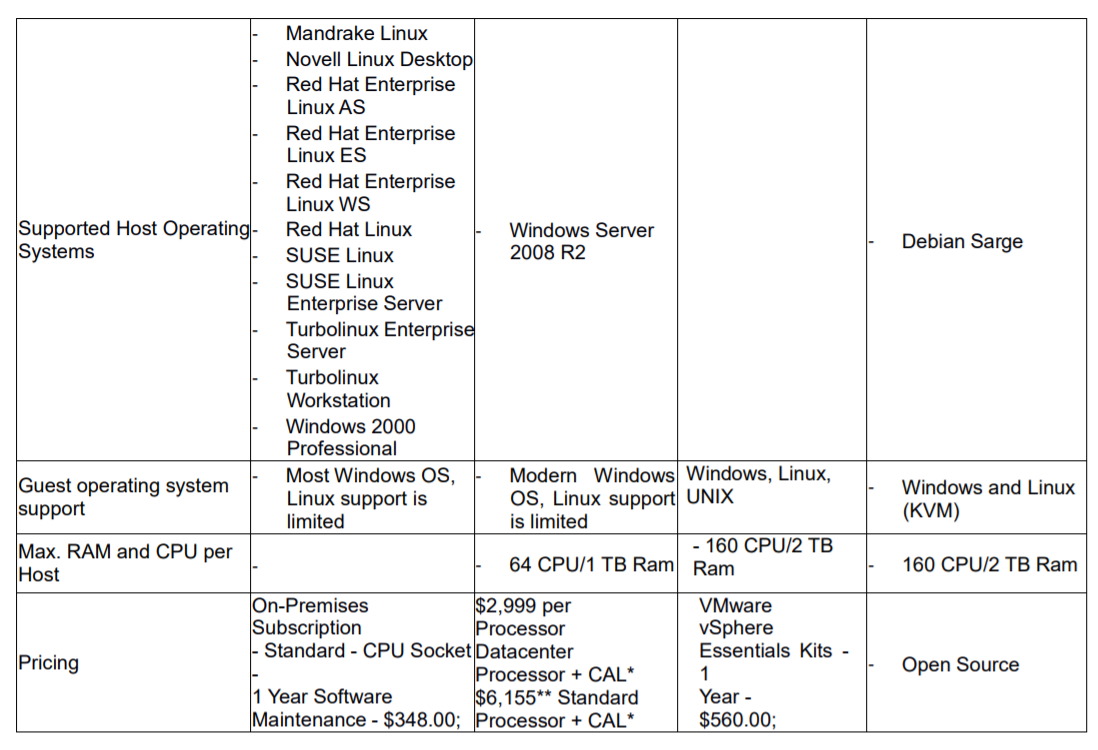 Supported Host Operating
Systems
- Mandrake Linux
- Novell Linux Desktop
- Red Hat Enterprise
Linux AS
- Red Hat Enterprise
Linux ES
- Red Hat Enterprise
Linux WS
- Red Hat Linux
- SUSE Linux
- SUSE Linux
Enterprise Server
- Turbolinux Enterprise
Server
- Turbolinux
Workstation
- Windows 2000
Professional
- Windows Server
2008 R2
- Debian Sarge
Guest operating system
support
- Most Windows OS,
Linux support is
limited
- Modern Windows
OS, Linux support
is limited
Windows, Linux,
UNIX
- Windows and Linux
(KVM)
Max. RAM and CPU per
Host
-
- 64 CPU/1 TB Ram
- 160 CPU/2 TB
Ram
- 160 CPU/2 TB Ram
Pricing
On-Premises
Subscription
- Standard - CPU Socket
-
1 Year Software
Maintenance - $348.00;
$2,999 per
Processor
Datacenter
Processor + CAL*
$6,155** Standard
Processor + CAL*
VMware
vSphere
Essentials Kits -
1
Year -
$560.00;
- Open Source